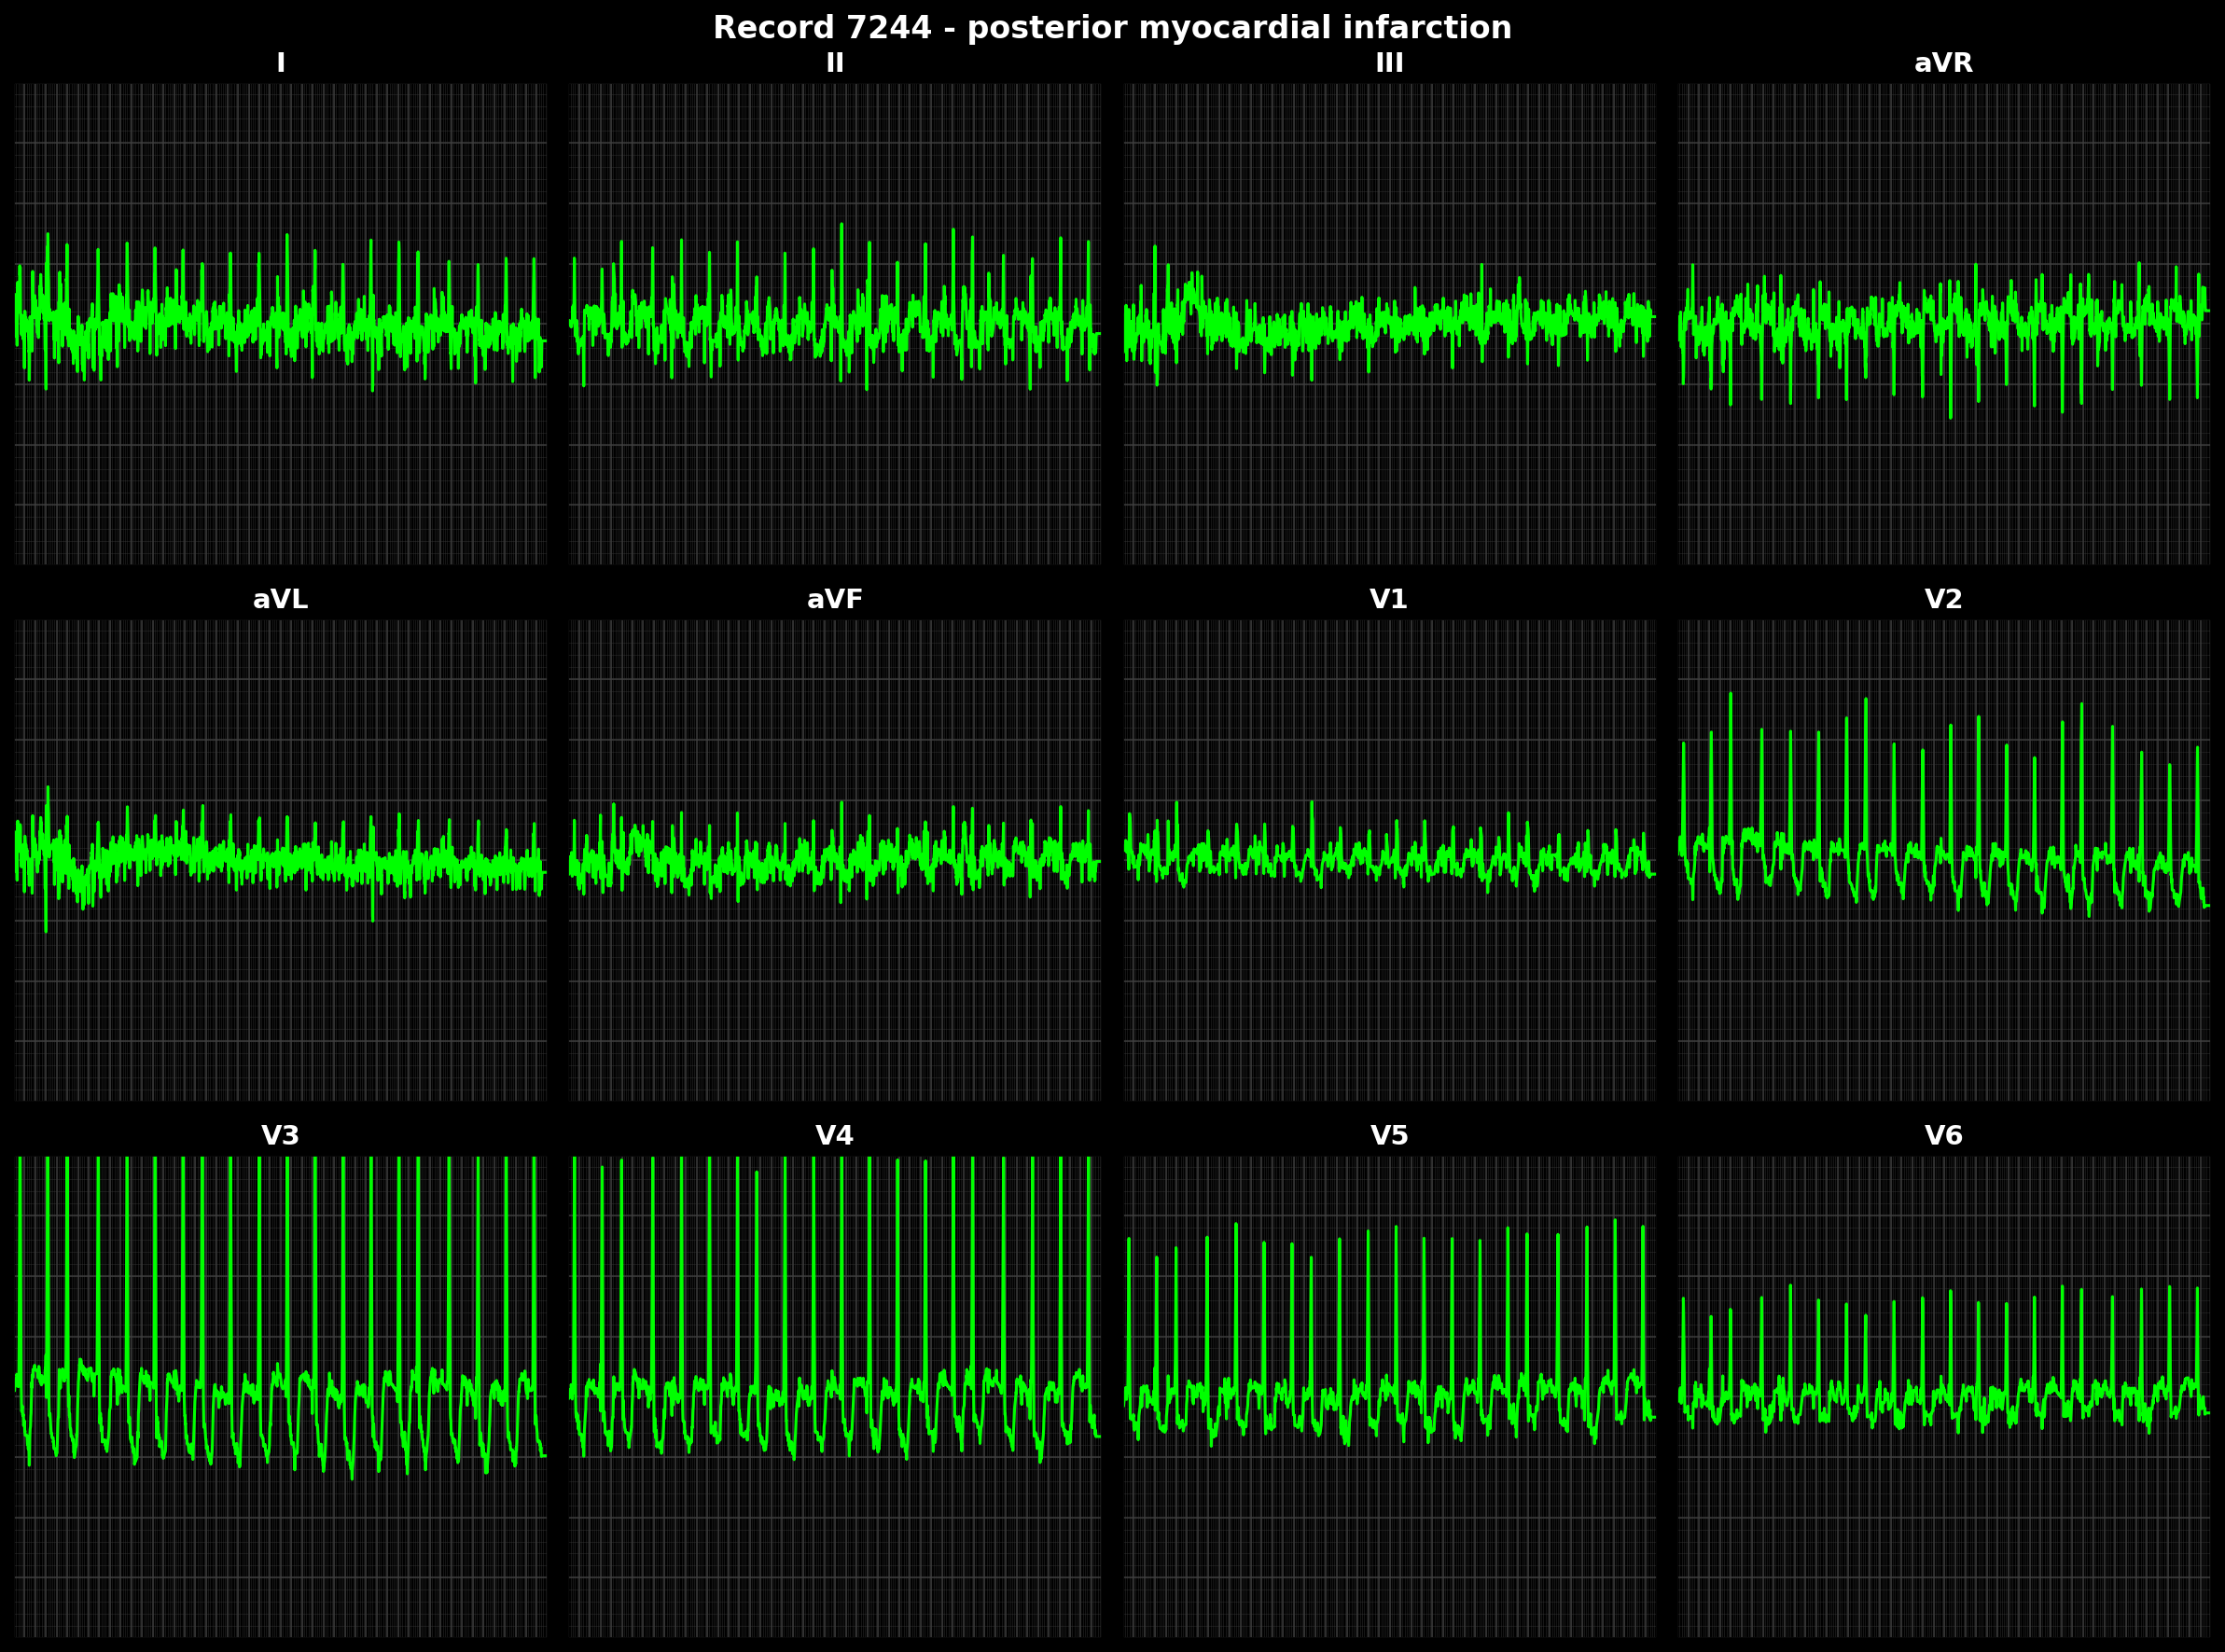 Record 7244 - posterior myocardial infarction
I II III aVR
aVL aVF V1 V2
V3 V4 V5 V6